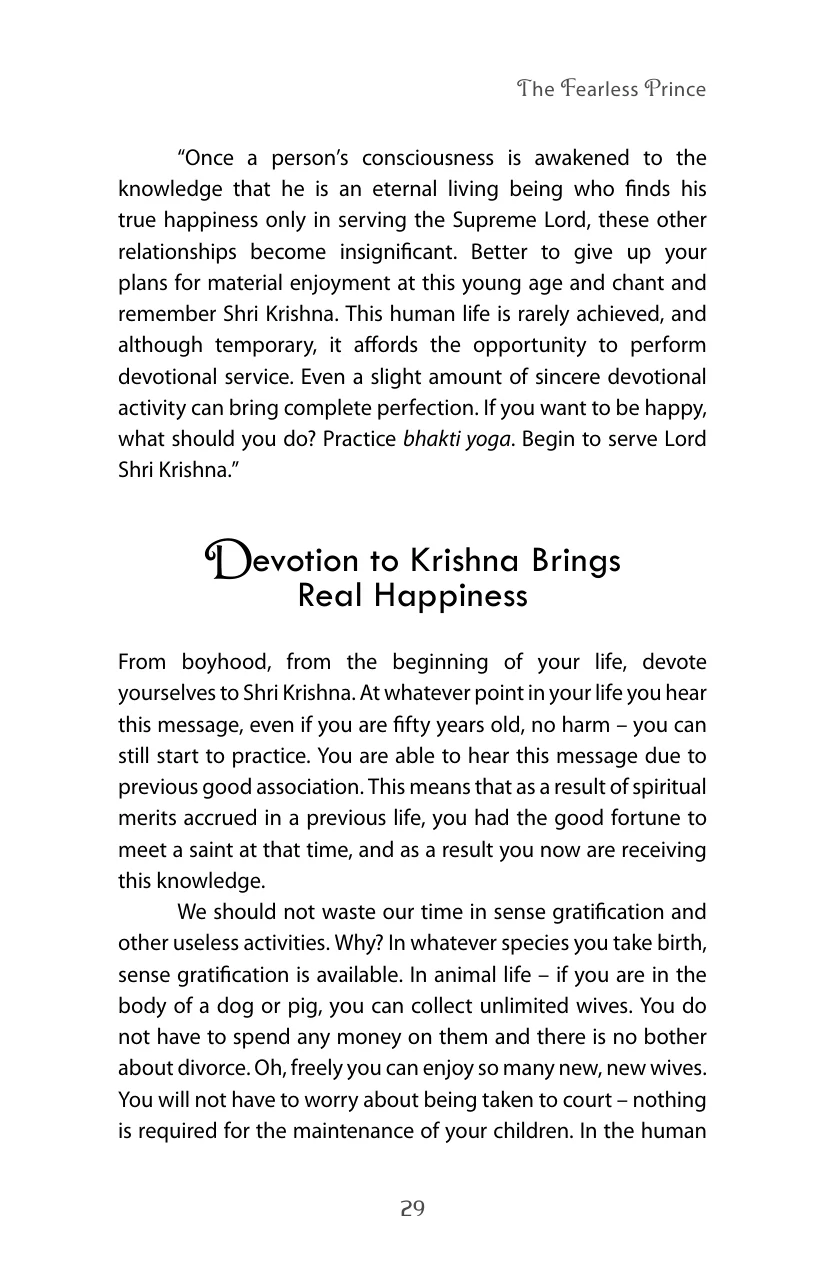 The Fearless Prince
“Once a person’s consciousness is awakened to the
knowledge that he is an eternal living being who finds his
true happiness only in serving the Supreme Lord, these other
relationships become insignificant. Better to give up your
plans for material enjoyment at this young age and chant and
remember Shri Krishna. This human life is rarely achieved, and
although temporary, it affords the opportunity to perform
devotional service. Even a slight amount of sincere devotional
activity can bring complete perfection. If you want to be happy,
what should you do? Practice bhakti yoga. Begin to serve Lord
Shri Krishna.”
Devotion to Krishna Brings
Real Happiness
From boyhood, from the beginning of your life, devote
yourselves to Shri Krishna. At whatever point in your life you hear
this message, even if you are fifty years old, no harm – you can
still start to practice. You are able to hear this message due to
previous good association. This means that as a result of spiritual
merits accrued in a previous life, you had the good fortune to
meet a saint at that time, and as a result you now are receiving
this knowledge.
We should not waste our time in sense gratification and
other useless activities. Why? In whatever species you take birth,
sense gratification is available. In animal life – if you are in the
body of a dog or pig, you can collect unlimited wives. You do
not have to spend any money on them and there is no bother
about divorce. Oh, freely you can enjoy so many new, new wives.
You will not have to worry about being taken to court – nothing
is required for the maintenance of your children. In the human
29